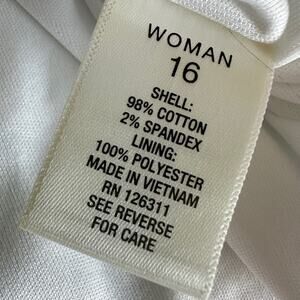 WOMAN
16
SHELL:
98% COTTON
2% SPANDEX
LINING:
100% POLYESTER
MADE IN VIETNAM
RN 126311
SEE REVERSE
FOR CARE